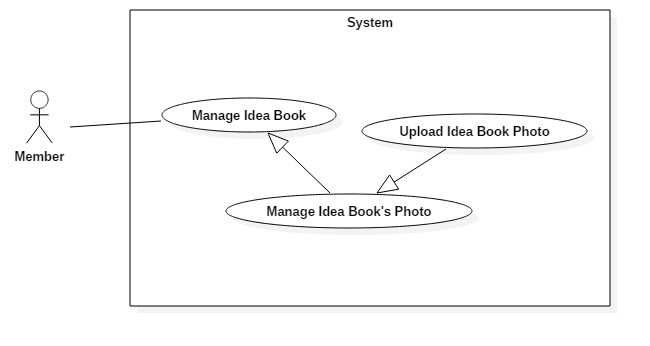 System
Manage Idea Book
Upload Idea Book Photo
Member
Manage Idea Book's Photo